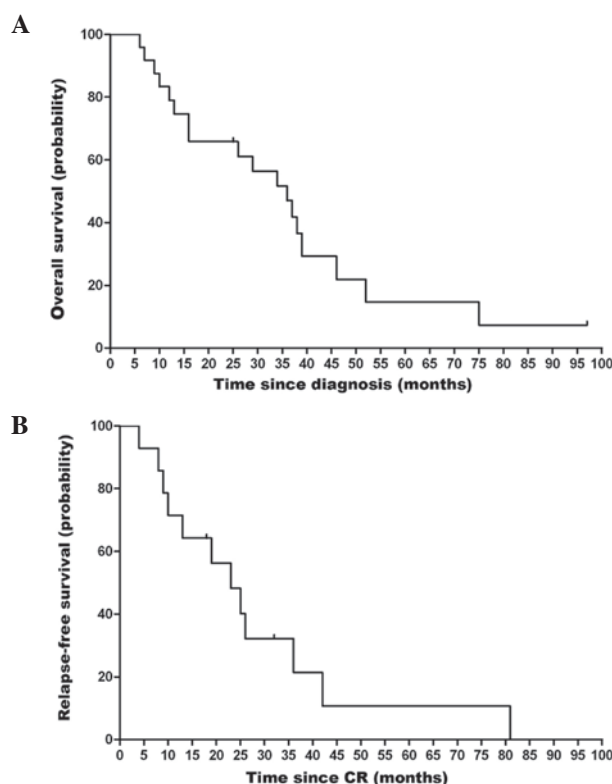 A
Overall survival (probability)
100
80
60
40
20
0
0 5 10 15 20 25 30 35 40 45 50 55 60 65 70 75 80 85 90 95 100
Time since diagnosis (months)
B
Relapse-free survival (probability)
100
80
60
40
20
0
0 5 10 15 20 25 30 35 40 45 50 55 60 65 70 75 80 85 90 95 100
Time since CR (months)